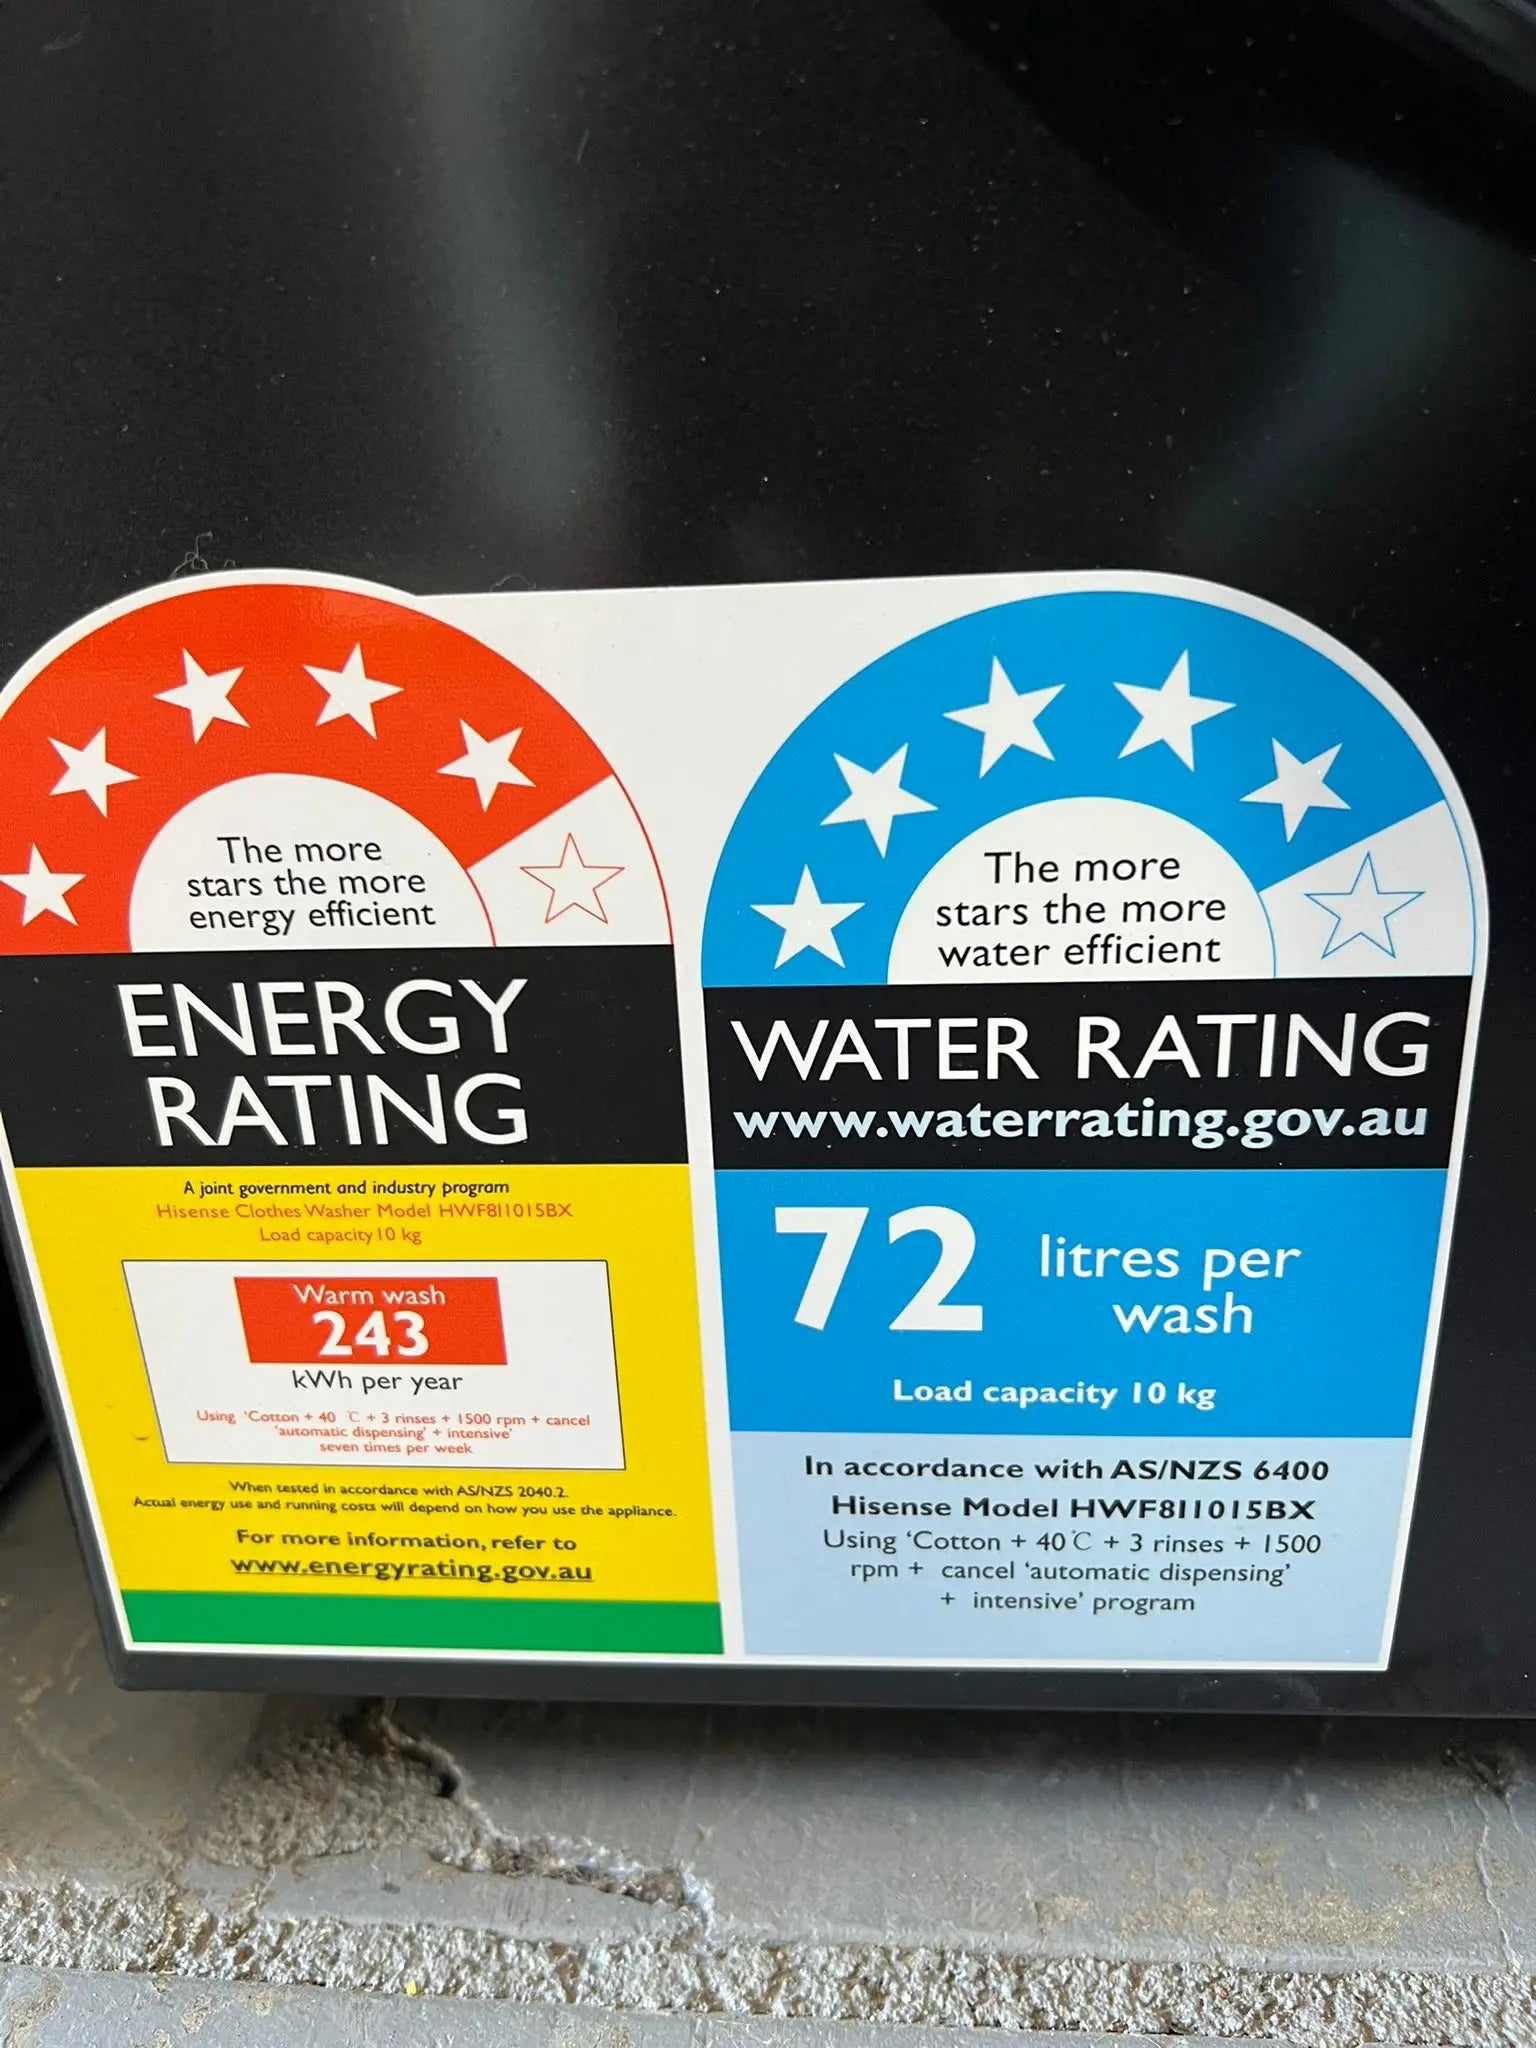 The more
stars the more
energy efficient
ENERGY
RATING
A joint government and industry program
Hisense Clothes Washer Model HWF8I1015BX
Load capacity 10 kg
Warm wash
243
kWh per year
Using 'Cotton + 40 ℃ + 3 rinses + 1500 rpm + cancel
'automatic dispensing' + intensive'
seven times per week
When tested in accordance with AS/NZS 2040.2.
Actual energy use and running costs will depend on how you use the appliance.
For more information, refer to
www.energyrating.gov.au
The more
stars the more
water efficient
WATER RATING
www.waterrating.gov.au
72 litres per
wash
Load capacity 10 kg
In accordance with AS/NZS 6400
Hisense Model HWF8I1015BX
Using 'Cotton + 40℃ + 3 rinses + 1500
rpm + cancel 'automatic dispensing'
+ intensive' program